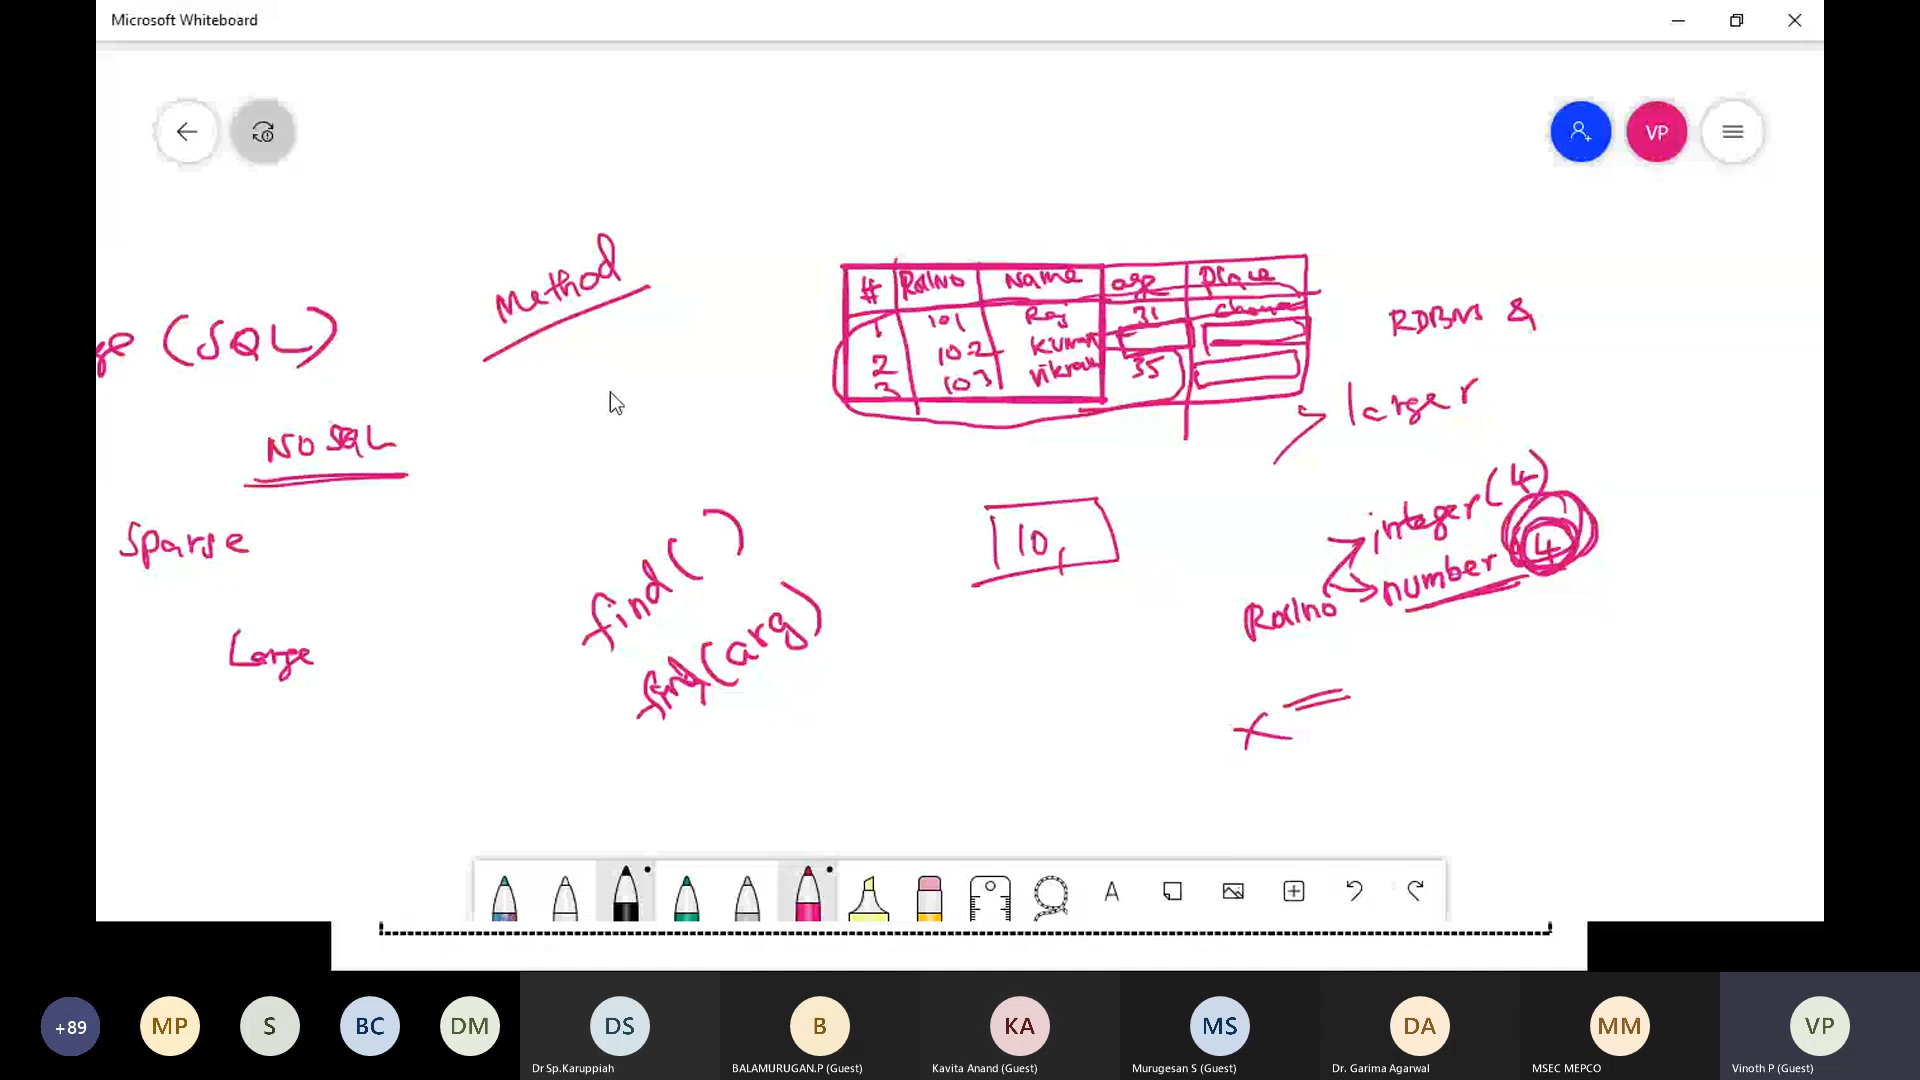 Microsoft Whiteboard
VP
Method
ge (SQL)
NoSQL
Sparse
Large
# Rollno Name age place
1 101 Raj 31
2 102 Kumar
3 103 Vikram 35
RDBMS &
> larger
find( )
find(arg)
10,
integer(4)
number 4
Rollno
x =
A
+89
MP
S
BC
DM
DS
Dr Sp.Karuppiah
B
BALAMURUGAN.P (Guest)
KA
Kavita Anand (Guest)
MS
Murugesan S (Guest)
DA
Dr. Garima Agarwal
MM
MSEC MEPCO
VP
Vinoth P (Guest)